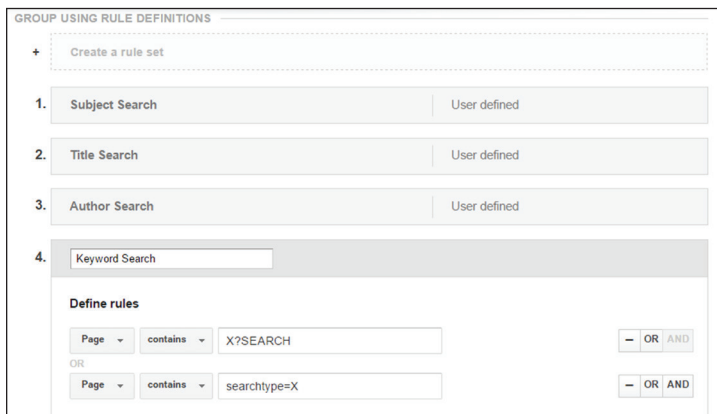 GROUP USING RULE DEFINITIONS
+ Create a rule set
1. Subject Search User defined
2. Title Search User defined
3. Author Search User defined
4. Keyword Search
Define rules
Page contains X?SEARCH − OR AND
OR
Page contains searchtype=X − OR AND